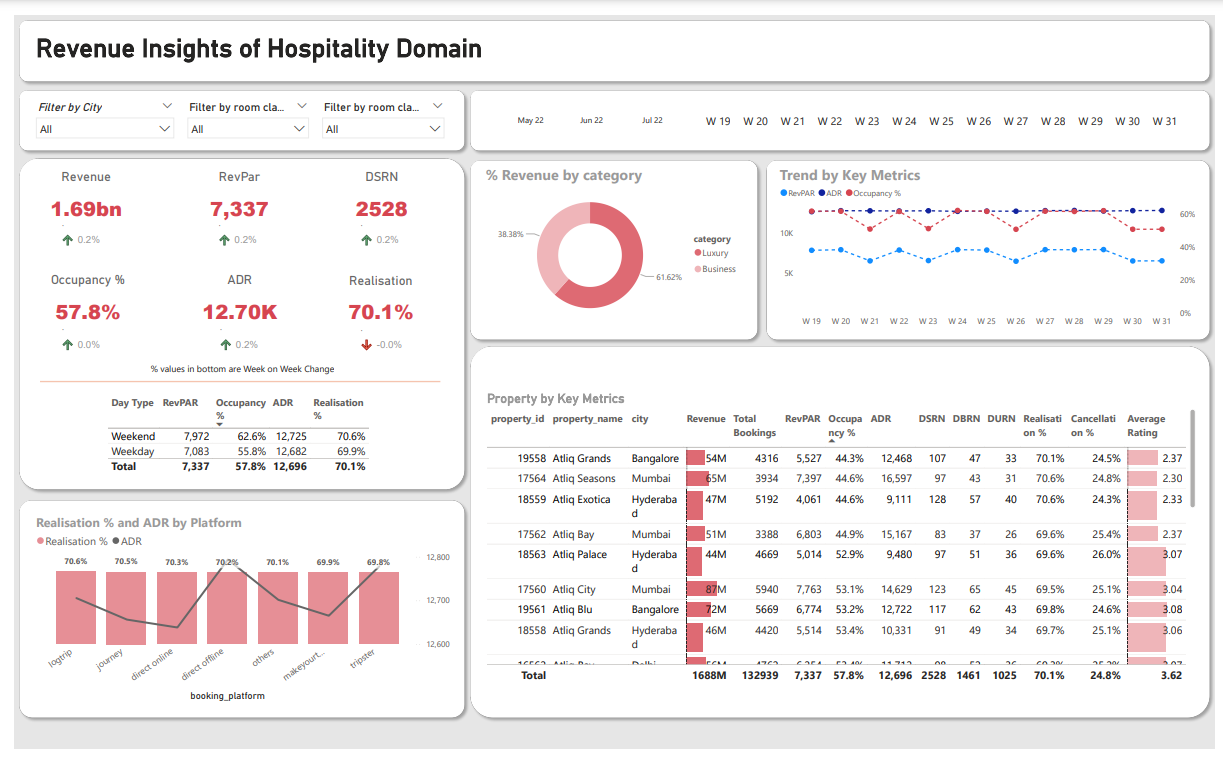 Revenue Insights of Hospitality Domain
Filter by City
All
Filter by room cla...
All
Filter by room cla...
All
May 22 Jun 22 Jul 22 W 19 W 20 W 21 W 22 W 23 W 24 W 25 W 26 W 27 W 28 W 29 W 30 W 31
Revenue RevPar DSRN
1.69bn 7,337 2528
0.2% 0.2% 0.2%
Occupancy % ADR Realisation
57.8% 12.70K 70.1%
0.0% 0.2% -0.0%
% values in bottom are Week on Week Change
Day Type RevPAR Occupancy % ADR Realisation %
Weekend 7,972 62.6% 12,725 70.6%
Weekday 7,083 55.8% 12,682 69.9%
Total 7,337 57.8% 12,696 70.1%
Realisation % and ADR by Platform
Realisation % ADR
70.6% 70.5% 70.3% 70.2% 70.1% 69.9% 69.8%
12,800
12,700
12,600
logtrip journey direct online direct offline others makeyourt... tripster
booking_platform
% Revenue by category
38.38%
61.62%
category
Luxury
Business
Trend by Key Metrics
RevPAR ADR Occupancy %
10K
5K
60%
40%
20%
0%
W 19 W 20 W 21 W 22 W 23 W 24 W 25 W 26 W 27 W 28 W 29 W 30 W 31
Property by Key Metrics
property_id property_name city Revenue Total Bookings RevPAR Occupa ncy % ADR DSRN DBRN DURN Realisati on % Cancellati on % Average Rating
19558 Atliq Grands Bangalore 54M 4316 5,527 44.3% 12,468 107 47 33 70.1% 24.5% 2.37
17564 Atliq Seasons Mumbai 65M 3934 7,397 44.6% 16,597 97 43 31 70.6% 24.8% 2.30
18559 Atliq Exotica Hyderaba d 47M 5192 4,061 44.6% 9,111 128 57 40 70.6% 24.3% 2.33
17562 Atliq Bay Mumbai 51M 3388 6,803 44.9% 15,167 83 37 26 69.6% 25.4% 2.37
18563 Atliq Palace Hyderaba d 44M 4669 5,014 52.9% 9,480 97 51 36 69.6% 26.0% 3.07
17560 Atliq City Mumbai 87M 5940 7,763 53.1% 14,629 123 65 45 69.5% 25.1% 3.04
19561 Atliq Blu Bangalore 72M 5669 6,774 53.2% 12,722 117 62 43 69.8% 24.6% 3.08
18558 Atliq Grands Hyderaba d 46M 4420 5,514 53.4% 10,331 91 49 34 69.7% 25.1% 3.06
Total 1688M 132939 7,337 57.8% 12,696 2528 1461 1025 70.1% 24.8% 3.62